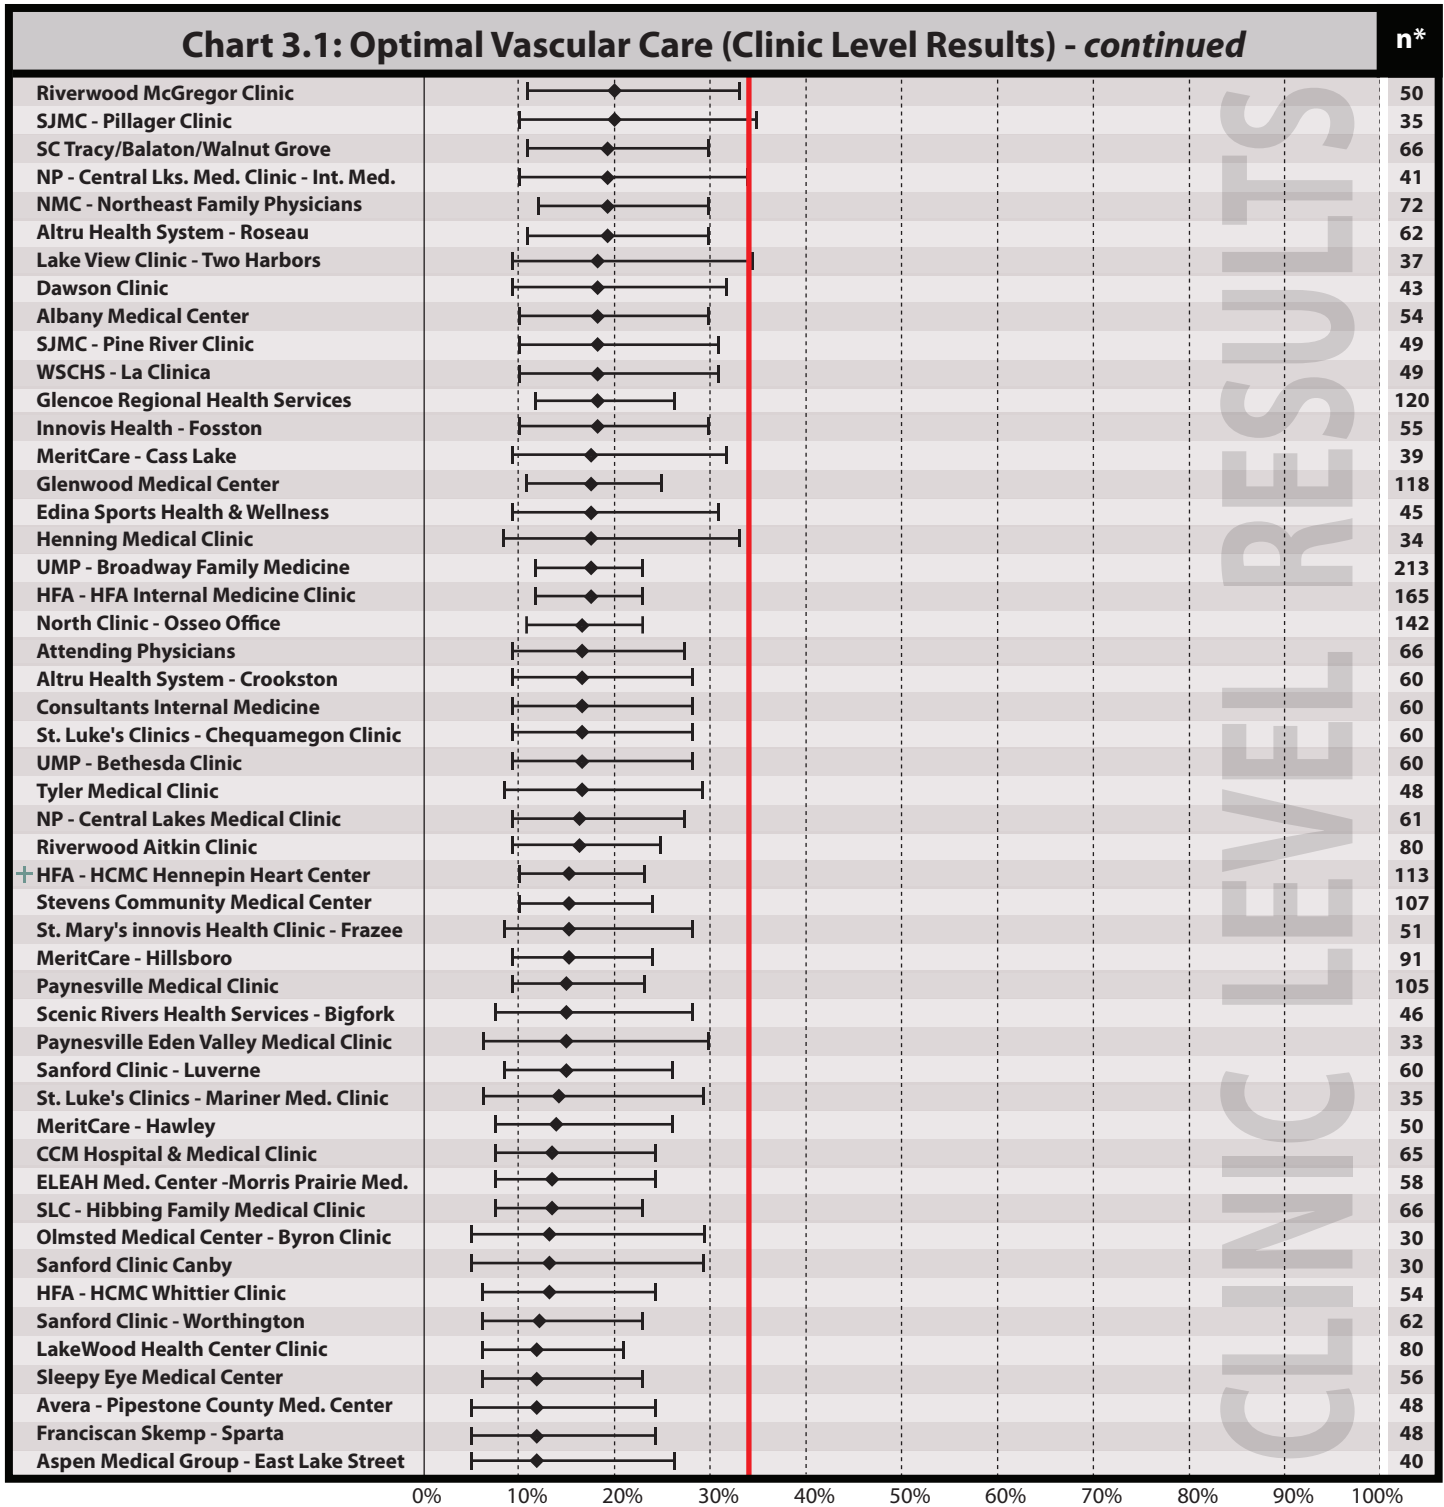 Chart 3.1: Optimal Vascular Care (Clinic Level Results) - continued n*
Riverwood McGregor Clinic 50
SJMC - Pillager Clinic 35
SC Tracy/Balaton/Walnut Grove 66
NP - Central Lks. Med. Clinic - Int. Med. 41
NMC - Northeast Family Physicians 72
Altru Health System - Roseau 62
Lake View Clinic - Two Harbors 37
Dawson Clinic 43
Albany Medical Center 54
SJMC - Pine River Clinic 49
WSCHS - La Clinica 49
Glencoe Regional Health Services 120
Innovis Health - Fosston 55
MeritCare - Cass Lake 39
Glenwood Medical Center 118
Edina Sports Health & Wellness 45
Henning Medical Clinic 34
UMP - Broadway Family Medicine 213
HFA - HFA Internal Medicine Clinic 165
North Clinic - Osseo Office 142
Attending Physicians 66
Altru Health System - Crookston 60
Consultants Internal Medicine 60
St. Luke's Clinics - Chequamegon Clinic 60
UMP - Bethesda Clinic 60
Tyler Medical Clinic 48
NP - Central Lakes Medical Clinic 61
Riverwood Aitkin Clinic 80
+ HFA - HCMC Hennepin Heart Center 113
Stevens Community Medical Center 107
St. Mary's innovis Health Clinic - Frazee 51
MeritCare - Hillsboro 91
Paynesville Medical Clinic 105
Scenic Rivers Health Services - Bigfork 46
Paynesville Eden Valley Medical Clinic 33
Sanford Clinic - Luverne 60
St. Luke's Clinics - Mariner Med. Clinic 35
MeritCare - Hawley 50
CCM Hospital & Medical Clinic 65
ELEAH Med. Center -Morris Prairie Med. 58
SLC - Hibbing Family Medical Clinic 66
Olmsted Medical Center - Byron Clinic 30
Sanford Clinic Canby 30
HFA - HCMC Whittier Clinic 54
Sanford Clinic - Worthington 62
LakeWood Health Center Clinic 80
Sleepy Eye Medical Center 56
Avera - Pipestone County Med. Center 48
Franciscan Skemp - Sparta 48
Aspen Medical Group - East Lake Street 40
0% 10% 20% 30% 40% 50% 60% 70% 80% 90% 100%
CLINIC LEVEL RESULTS